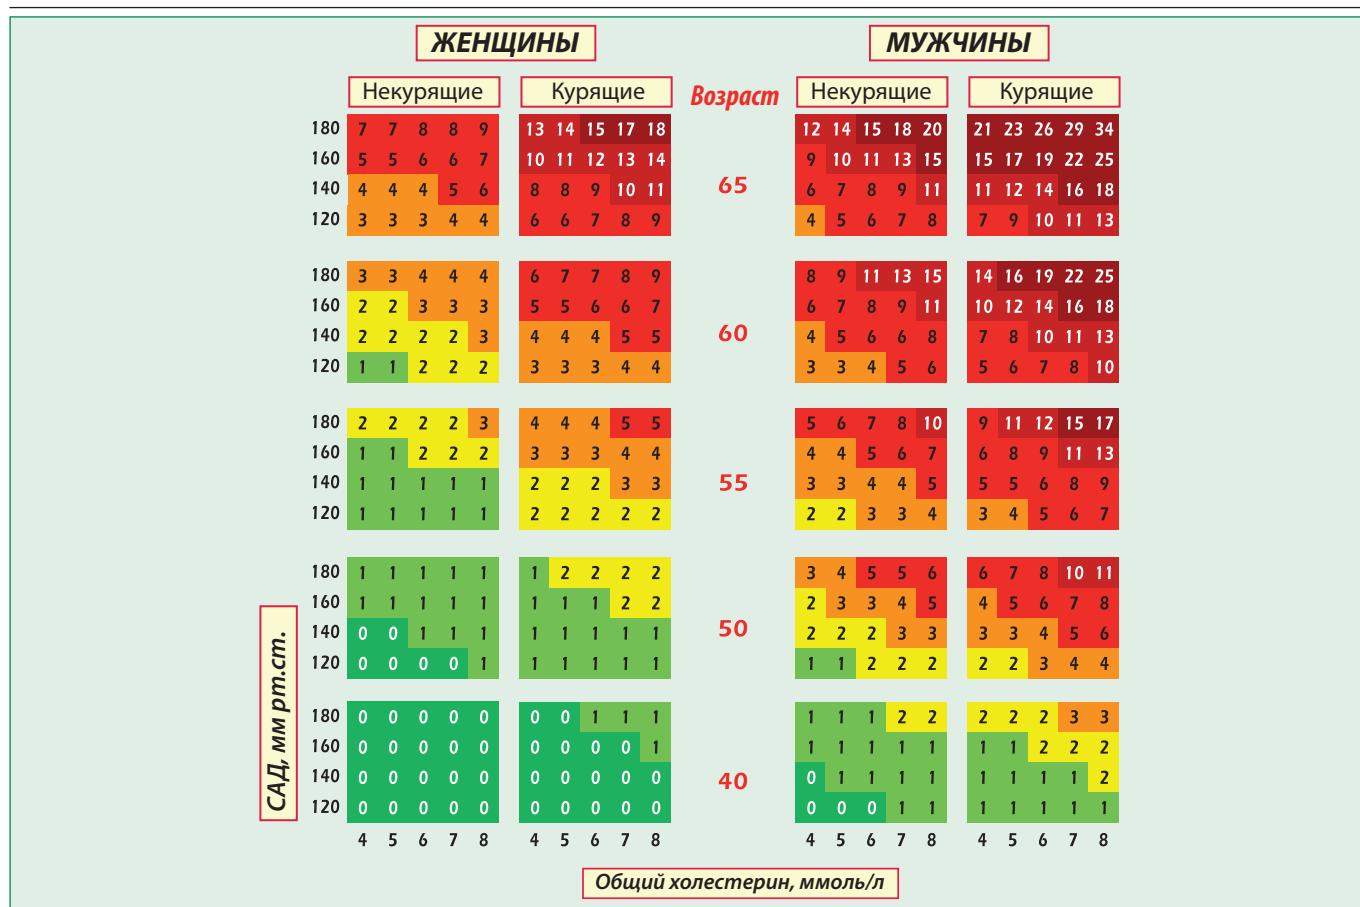 ЖЕНЩИНЫ МУЖЧИНЫ
Некурящие Курящие Возраст Некурящие Курящие
180 7 7 8 8 9 13 14 15 17 18 12 14 15 18 20 21 23 26 29 34
160 5 5 6 6 7 10 11 12 13 14 9 10 11 13 15 15 17 19 22 25
65
140 4 4 4 5 6 8 8 9 10 11 6 7 8 9 11 11 12 14 16 18
120 3 3 3 4 4 6 6 7 8 9 4 5 6 7 8 7 9 10 11 13
180 3 3 4 4 4 6 7 7 8 9 8 9 11 13 15 14 16 19 22 25
160 2 2 3 3 3 5 5 6 6 7 6 7 8 9 11 10 12 14 16 18
60
140 2 2 2 2 3 4 4 4 5 5 4 5 6 6 8 7 8 10 11 13
120 1 1 2 2 2 3 3 3 4 4 3 3 4 5 6 5 6 7 8 10
180 2 2 2 2 3 4 4 4 5 5 5 6 7 8 10 9 11 12 15 17
160 1 1 2 2 2 3 3 3 4 4 4 4 5 6 7 6 8 9 11 13
55
140 1 1 1 1 1 2 2 2 3 3 3 3 4 4 5 5 5 6 8 9
120 1 1 1 1 1 2 2 2 2 2 2 2 3 3 4 3 4 5 6 7
180 1 1 1 1 1 1 2 2 2 2 3 4 5 5 6 6 7 8 10 11
160 1 1 1 1 1 1 1 1 2 2 2 3 3 4 5 4 5 6 7 8
50
140 0 0 1 1 1 1 1 1 1 1 2 2 2 3 3 3 3 4 5 6
120 0 0 0 0 1 1 1 1 1 1 1 1 2 2 2 2 2 3 4 4
180 0 0 0 0 0 0 0 1 1 1 1 1 1 2 2 2 2 2 3 3
160 0 0 0 0 0 0 0 0 0 1 1 1 1 1 1 1 1 2 2 2
40
140 0 0 0 0 0 0 0 0 0 0 0 1 1 1 1 1 1 1 1 2
120 0 0 0 0 0 0 0 0 0 0 0 0 0 1 1 1 1 1 1 1
САД, мм рт.ст.
4 5 6 7 8 4 5 6 7 8 4 5 6 7 8 4 5 6 7 8
Общий холестерин, ммоль/л